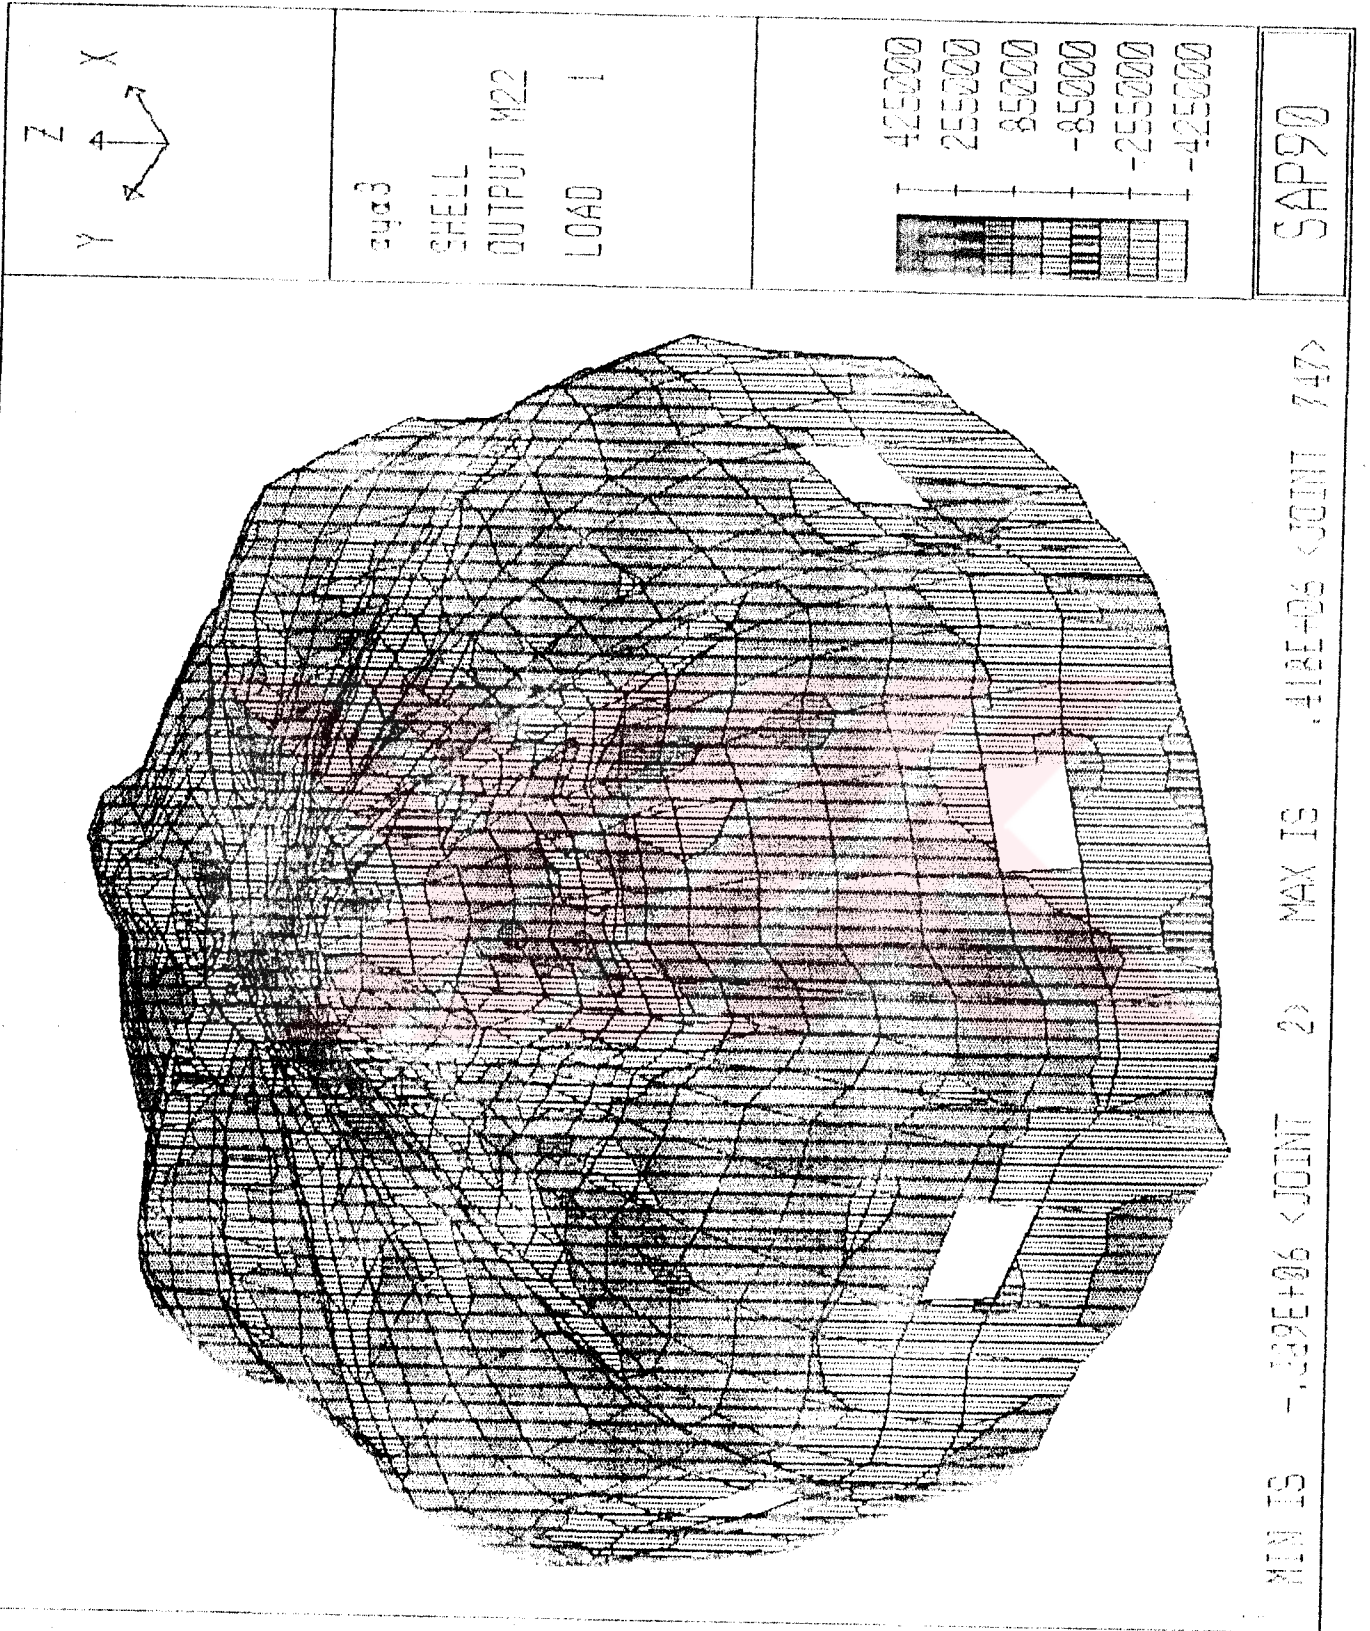 Z
X
Y
SHELL
OUTPUT M22
LOAD 1
425000
255000
85000
-85000
-255000
-425000
SAP90
MIN IS -.389E+06 <JOINT 2> MAX IS .418E+06 <JOINT 747>